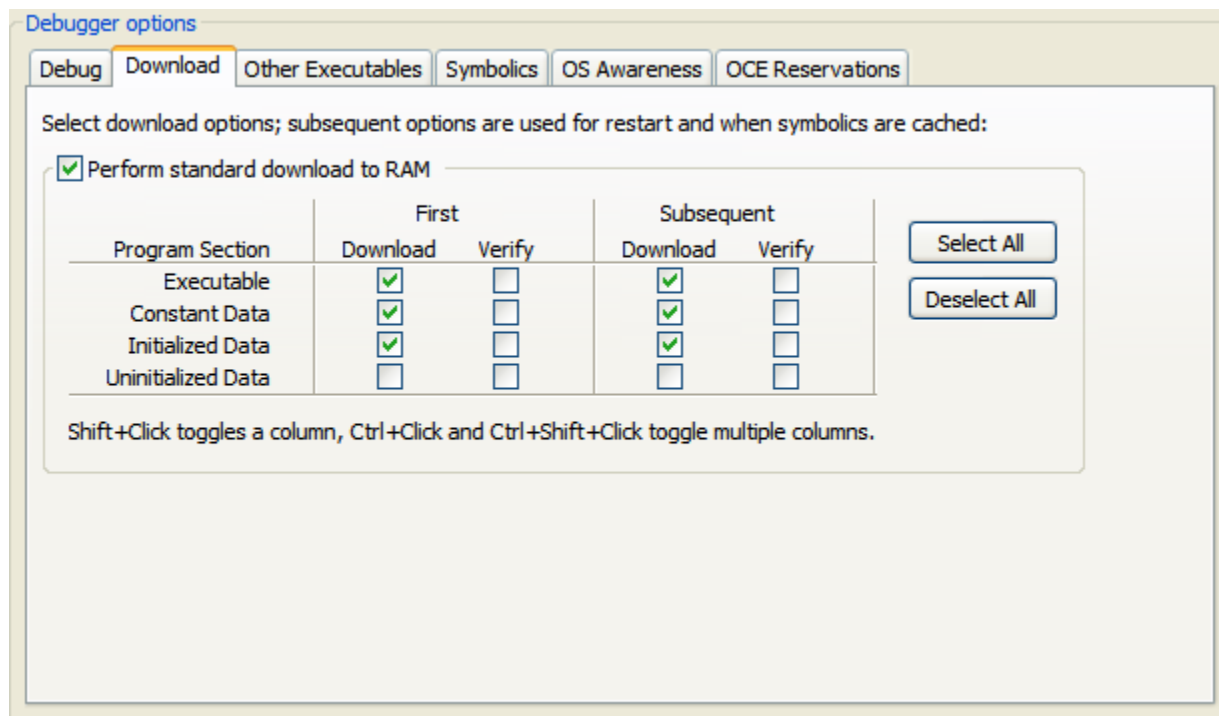 Debugger options
Debug Download Other Executables Symbolics OS Awareness OCE Reservations
Select download options; subsequent options are used for restart and when symbolics are cached:
Perform standard download to RAM
First Subsequent
Program Section Download Verify Download Verify
Select All
Executable
Deselect All
Constant Data
Initialized Data
Uninitialized Data
Shift+Click toggles a column, Ctrl+Click and Ctrl+Shift+Click toggle multiple columns.